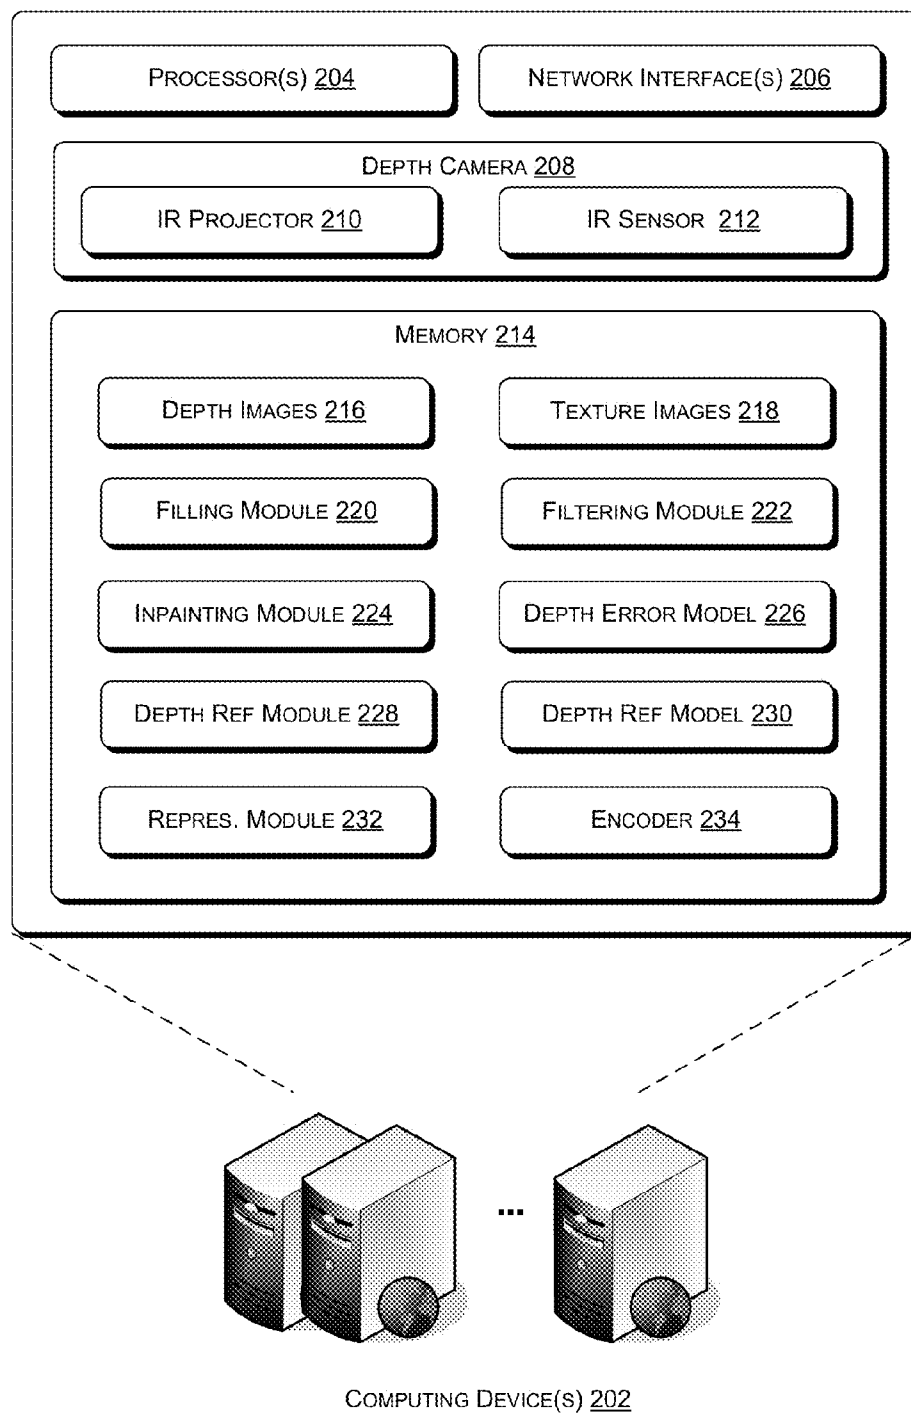 PROCESSOR(S) 204
NETWORK INTERFACE(S) 206
DEPTH CAMERA 208
IR PROJECTOR 210
IR SENSOR 212
MEMORY 214
DEPTH IMAGES 216
TEXTURE IMAGES 218
FILLING MODULE 220
FILTERING MODULE 222
INPAINTING MODULE 224
DEPTH ERROR MODEL 226
DEPTH REF MODULE 228
DEPTH REF MODEL 230
REPRES. MODULE 232
ENCODER 234
...
COMPUTING DEVICE(S) 202